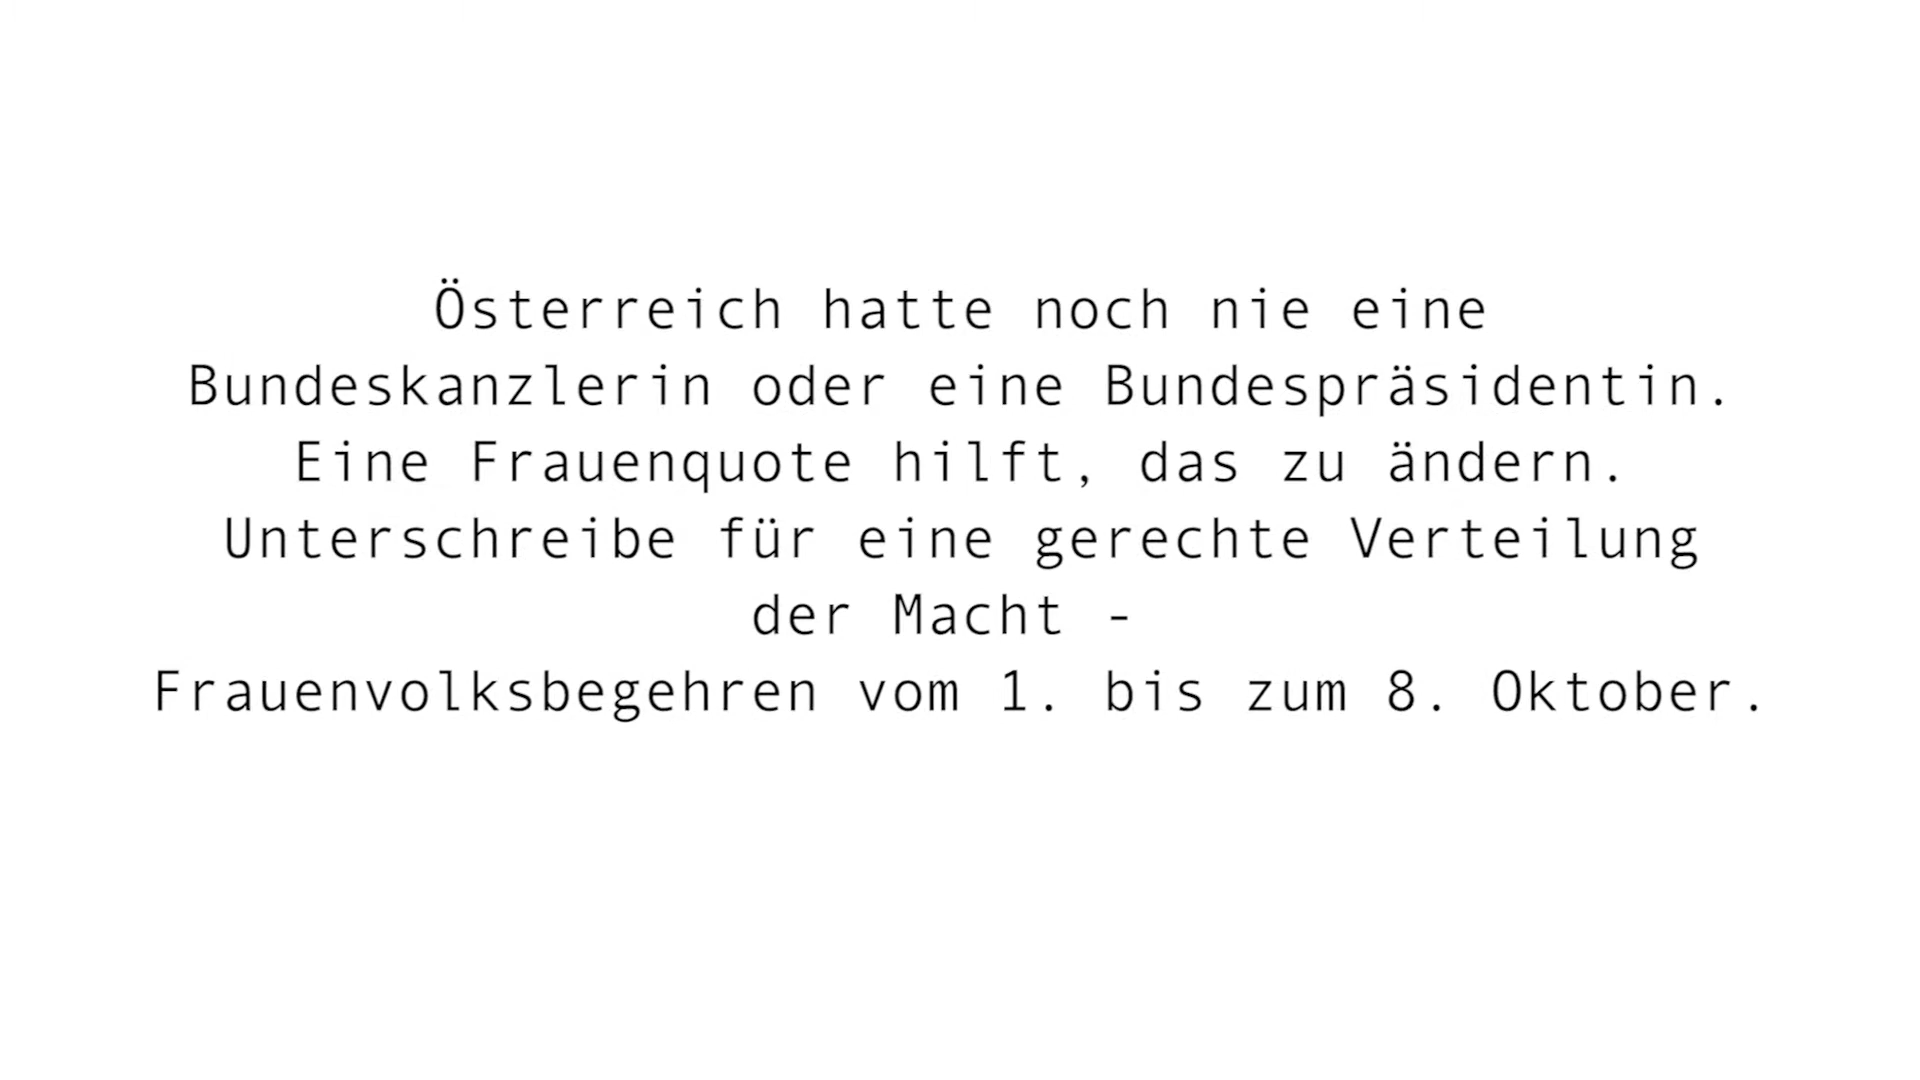 Österreich hatte noch nie eine
Bundeskanzlerin oder eine Bundespräsidentin.
Eine Frauenquote hilft, das zu ändern.
Unterschreibe für eine gerechte Verteilung
der Macht -
Frauenvolksbegehren vom 1. bis zum 8. Oktober.